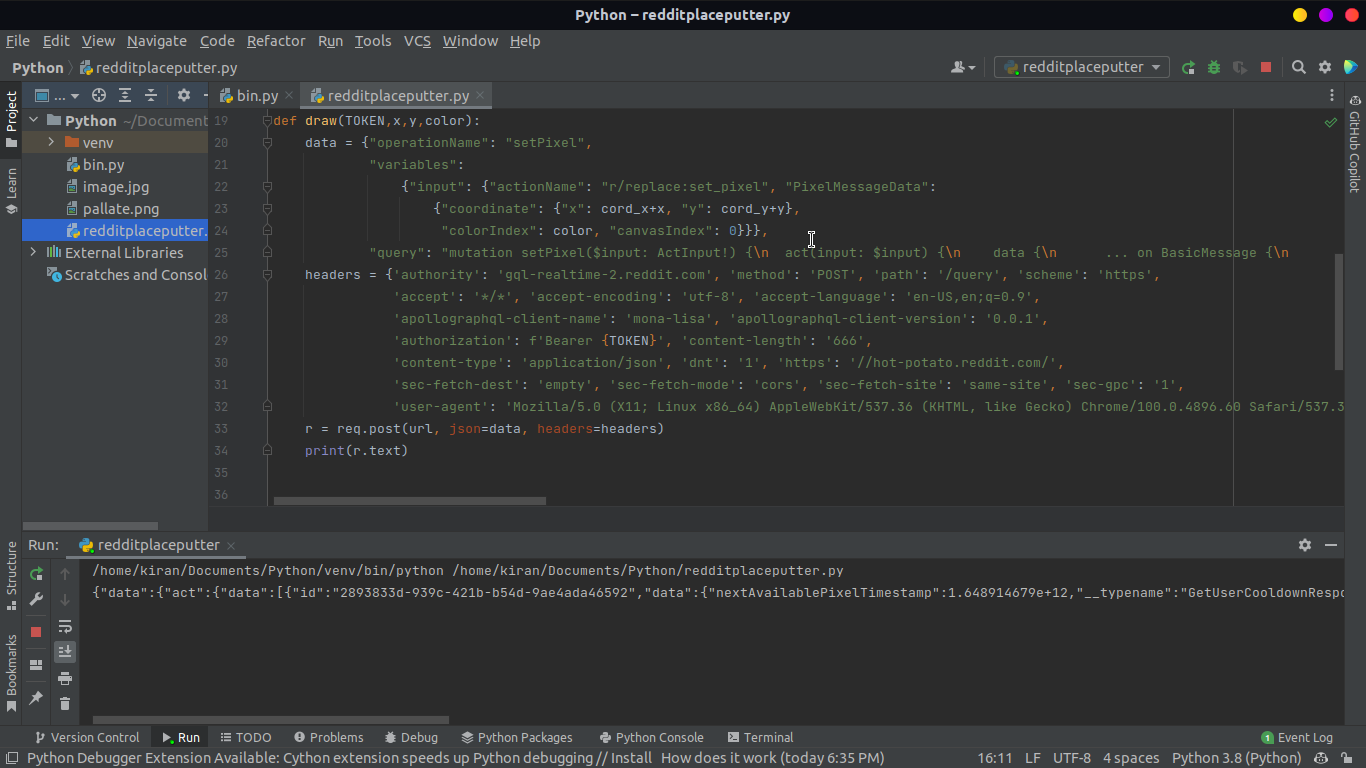 Python – redditplaceputter.py
File Edit View Navigate Code Refactor Run Tools VCS Window Help
Python redditplaceputter.py
redditplaceputter
Project
Learn
Structure
Bookmarks
...
Python ~/Document
venv
bin.py
image.jpg
pallate.png
redditplaceputter.
External Libraries
Scratches and Consol
bin.py
redditplaceputter.py
19 def draw(TOKEN,x,y,color):
20 data = {"operationName": "setPixel",
21 "variables":
22 {"input": {"actionName": "r/replace:set_pixel", "PixelMessageData":
23 {"coordinate": {"x": cord_x+x, "y": cord_y+y},
24 "colorIndex": color, "canvasIndex": 0}}},
25 "query": "mutation setPixel($input: ActInput!) {\n act(input: $input) {\n data {\n ... on BasicMessage {\n
26 headers = {'authority': 'gql-realtime-2.reddit.com', 'method': 'POST', 'path': '/query', 'scheme': 'https',
27 'accept': '*/*', 'accept-encoding': 'utf-8', 'accept-language': 'en-US,en;q=0.9',
28 'apollographql-client-name': 'mona-lisa', 'apollographql-client-version': '0.0.1',
29 'authorization': f'Bearer {TOKEN}', 'content-length': '666',
30 'content-type': 'application/json', 'dnt': '1', 'https': '//hot-potato.reddit.com/',
31 'sec-fetch-dest': 'empty', 'sec-fetch-mode': 'cors', 'sec-fetch-site': 'same-site', 'sec-gpc': '1',
32 'user-agent': 'Mozilla/5.0 (X11; Linux x86_64) AppleWebKit/537.36 (KHTML, like Gecko) Chrome/100.0.4896.60 Safari/537.3
33 r = req.post(url, json=data, headers=headers)
34 print(r.text)
35
36
GitHub Copilot
Run: redditplaceputter
/home/kiran/Documents/Python/venv/bin/python /home/kiran/Documents/Python/redditplaceputter.py
{"data":{"act":{"data":[{"id":"2893833d-939c-421b-b54d-9ae4ada46592","data":{"nextAvailablePixelTimestamp":1.648914679e+12,"__typename":"GetUserCooldownRespo
Version Control Run TODO Problems Debug Python Packages Python Console Terminal 1 Event Log
Python Debugger Extension Available: Cython extension speeds up Python debugging // Install How does it work (today 6:35 PM) 16:11 LF UTF-8 4 spaces Python 3.8 (Python)